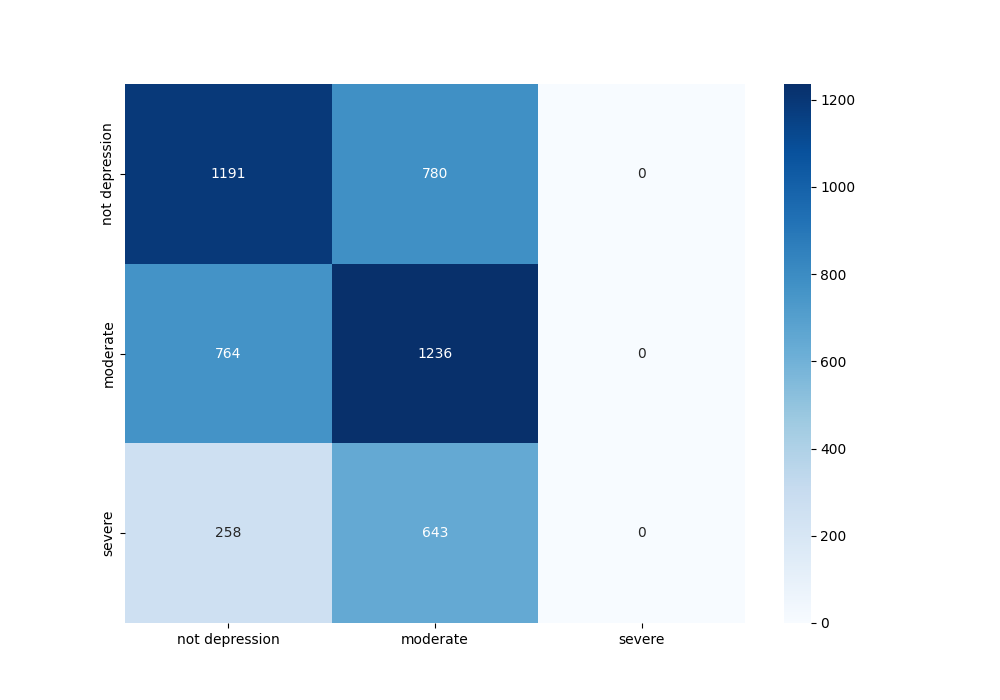 not depression
moderate
severe
1191 780 0
764 1236 0
258 643 0
not depression moderate severe
1200
1000
800
600
400
200
0